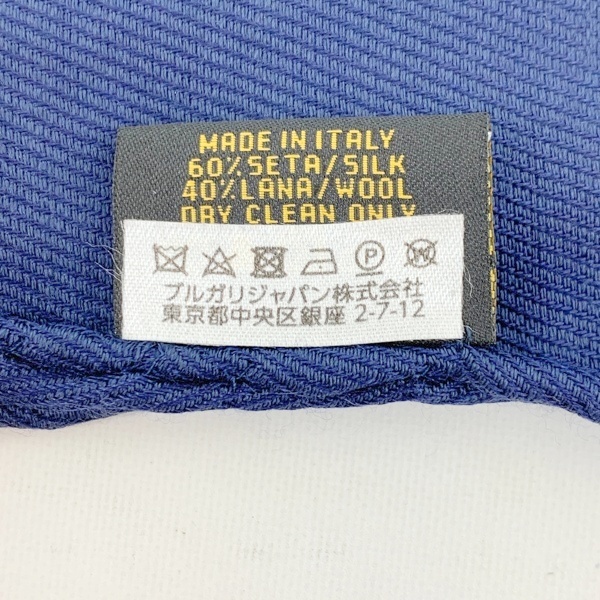 MADE IN ITALY
60%SETA/SILK
40%LANA/WOOL
DRY CLEAN ONLY
ブルガリジャパン株式会社
東京都中央区銀座 2-7-12